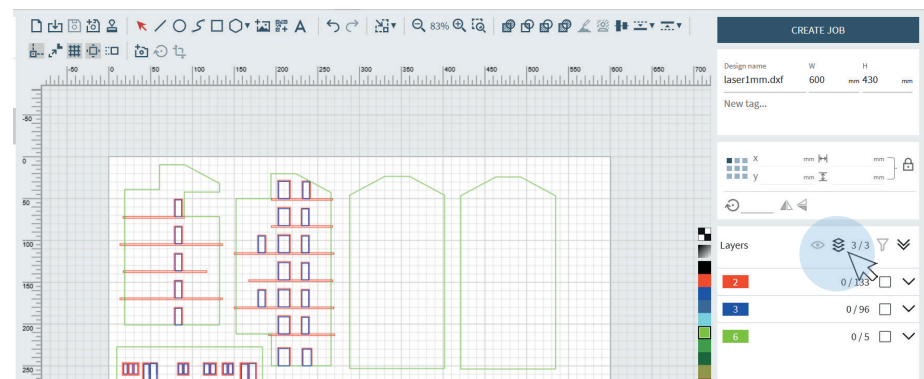 83%
CREATE JOB
Design name W H
laser1mm.dxf 600 mm 430 mm
New tag...
-50 0 50 100 150 200 250 300 350 400 450 500 550 600 650 700
-50
0
50
100
150
200
250
X mm mm
y mm mm
Layers 3 / 3
2 0 / 133
3 0 / 96
6 0 / 5